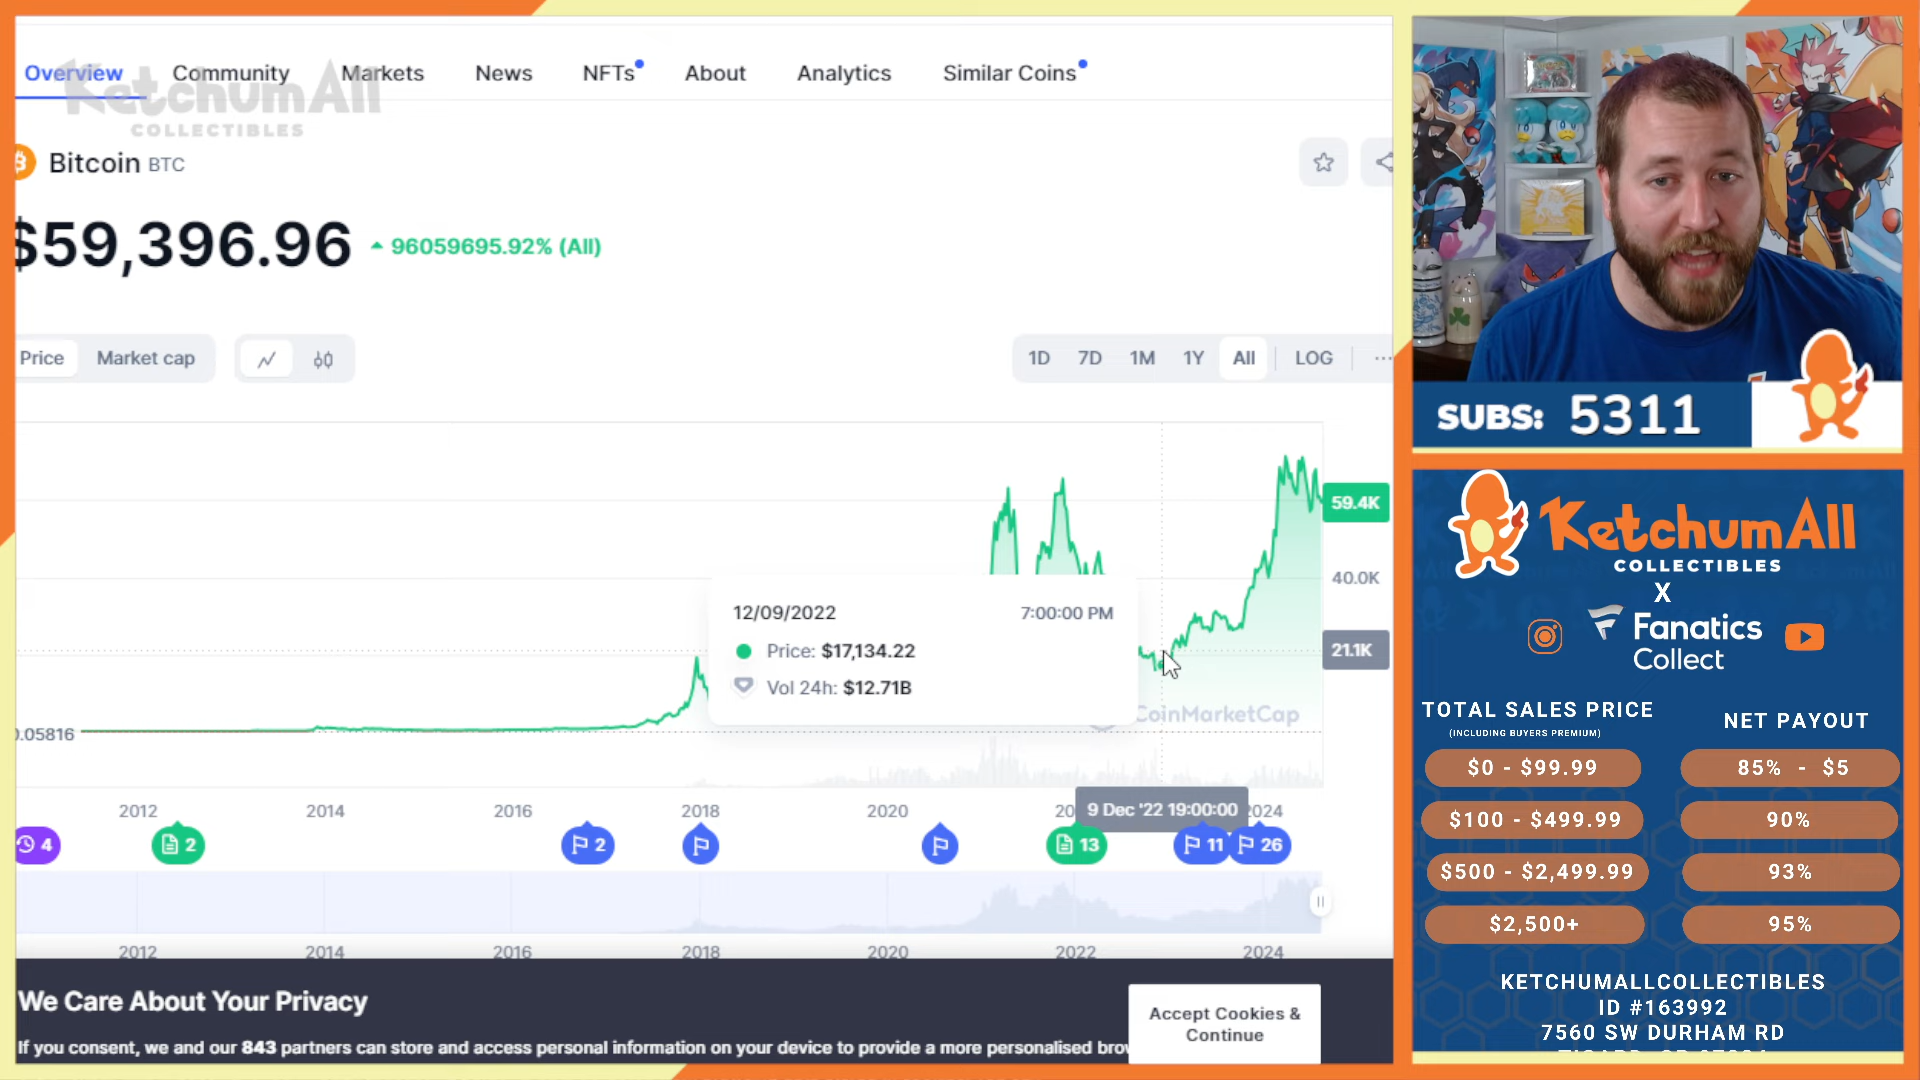 Overview Community Markets News NFTs About Analytics Similar Coins
KetchumAll
COLLECTIBLES
Bitcoin BTC
$59,396.96 96059695.92% (All)
Price Market cap
1D 7D 1M 1Y All LOG ...
59.4K
40.0K
21.1K
12/09/2022 7:00:00 PM
Price: $17,134.22
Vol 24h: $12.71B
CoinMarketCap
0.05816
2012 2014 2016 2018 2020 20 9 Dec '22 19:00:00 2024
4 2 2 13 11 26
2012 2014 2016 2018 2020 2022 2024
We Care About Your Privacy
If you consent, we and our 843 partners can store and access personal information on your device to provide a more personalised brow
Accept Cookies &
Continue
SUBS: 5311
KetchumAll
COLLECTIBLES
X
Fanatics
Collect
TOTAL SALES PRICE NET PAYOUT
(INCLUDING BUYERS PREMIUM)
$0 - $99.99 85% - $5
$100 - $499.99 90%
$500 - $2,499.99 93%
$2,500+ 95%
KETCHUMALLCOLLECTIBLES
ID #163992
7560 SW DURHAM RD